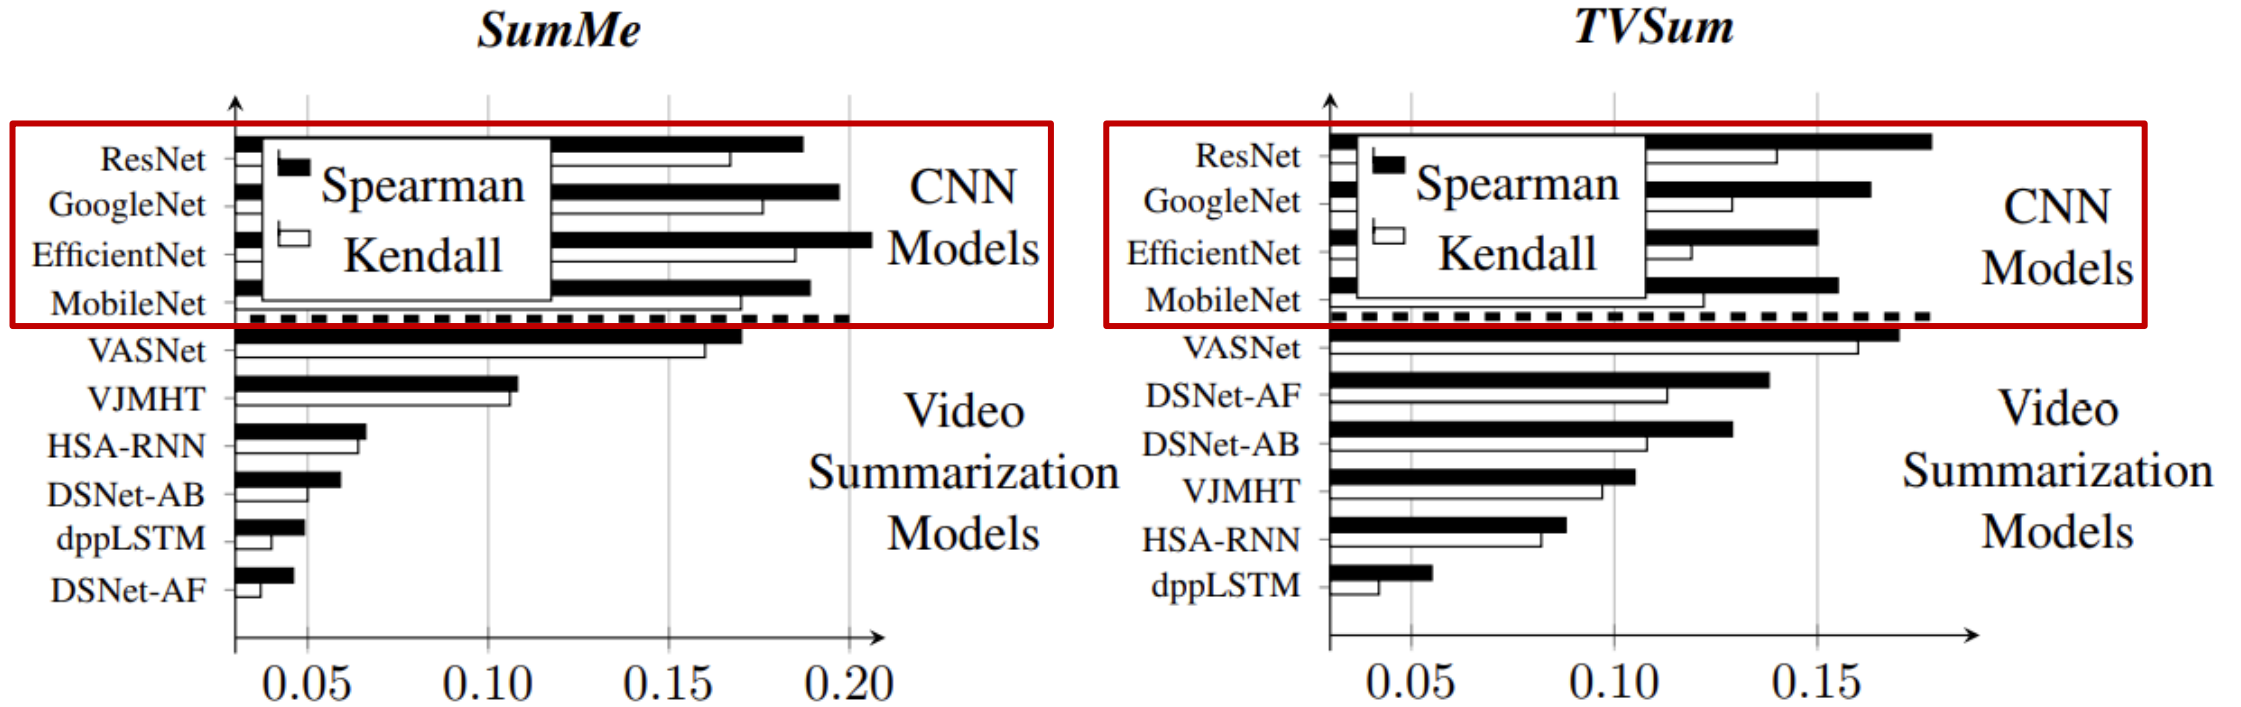 SumMe
ResNet
GoogleNet
EfficientNet
MobileNet
VASNet
VJMHT
HSA-RNN
DSNet-AB
dppLSTM
DSNet-AF
Spearman
Kendall
CNN
Models
Video
Summarization
Models
0.05 0.10 0.15 0.20
TVSum
ResNet
GoogleNet
EfficientNet
MobileNet
VASNet
DSNet-AF
DSNet-AB
VJMHT
HSA-RNN
dppLSTM
Spearman
Kendall
CNN
Models
Video
Summarization
Models
0.05 0.10 0.15